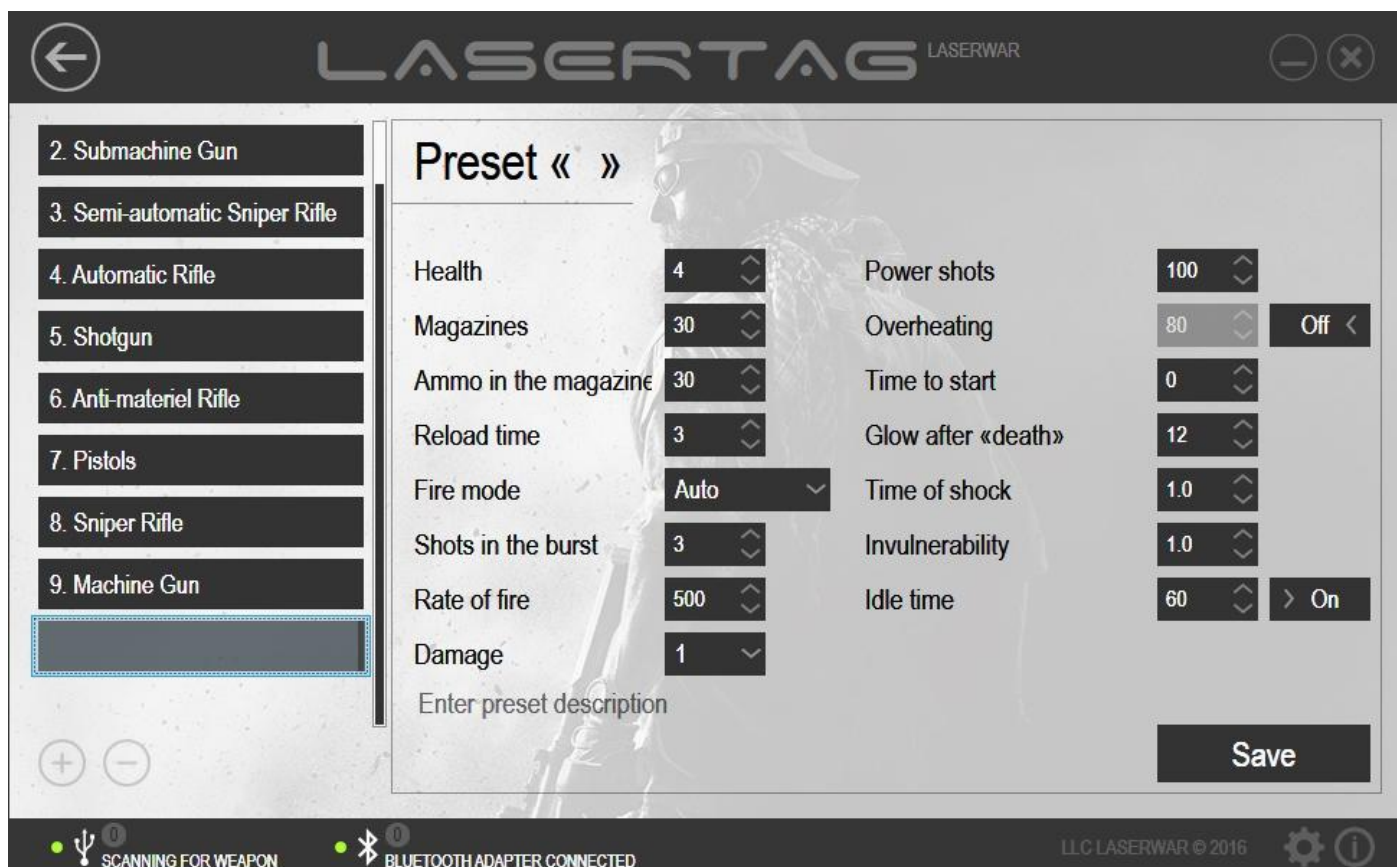 LASERTAG LASERWAR
2. Submachine Gun
3. Semi-automatic Sniper Rifle
4. Automatic Rifle
5. Shotgun
6. Anti-materiel Rifle
7. Pistols
8. Sniper Rifle
9. Machine Gun
Preset « »
Health 4
Magazines 30
Ammo in the magazine 30
Reload time 3
Fire mode Auto
Shots in the burst 3
Rate of fire 500
Damage 1
Enter preset description
Power shots 100
Overheating 80 Off
Time to start 0
Glow after «death» 12
Time of shock 1.0
Invulnerability 1.0
Idle time 60 On
Save
0
SCANNING FOR WEAPON
0
BLUETOOTH ADAPTER CONNECTED
LLC LASERWAR © 2016